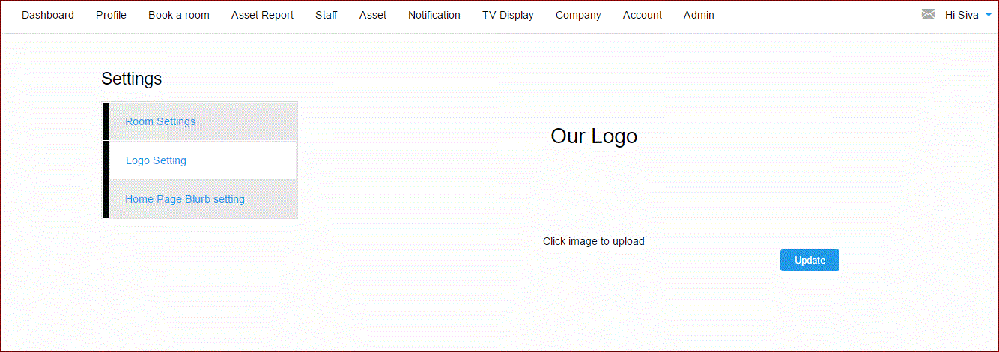 Dashboard Profile Book a room Asset Report Staff Asset Notification TV Display Company Account Admin Hi Siva
Settings
Room Settings
Logo Setting
Home Page Blurb setting
Our Logo
Click image to upload
Update